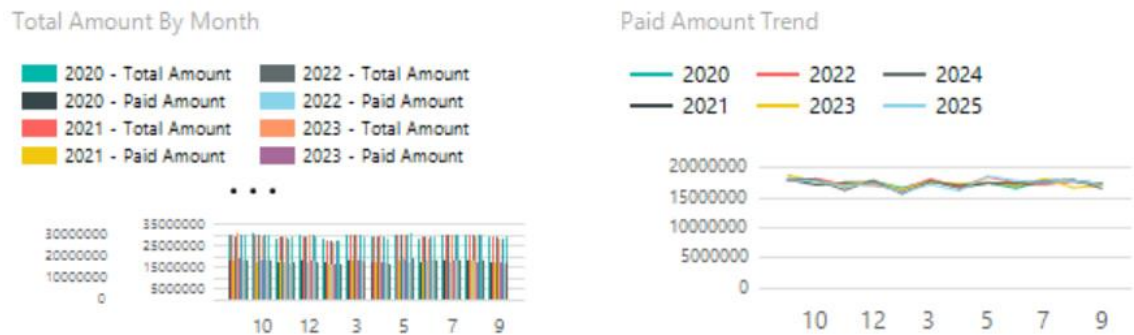 Total Amount By Month
2020 - Total Amount 2022 - Total Amount
2020 - Paid Amount 2022 - Paid Amount
2021 - Total Amount 2023 - Total Amount
2021 - Paid Amount 2023 - Paid Amount
• • •
30000000
20000000
10000000
0
35000000
25000000
15000000
5000000
10 12 3 5 7 9
Paid Amount Trend
2020 2022 2024
2021 2023 2025
20000000
15000000
10000000
5000000
0
10 12 3 5 7 9